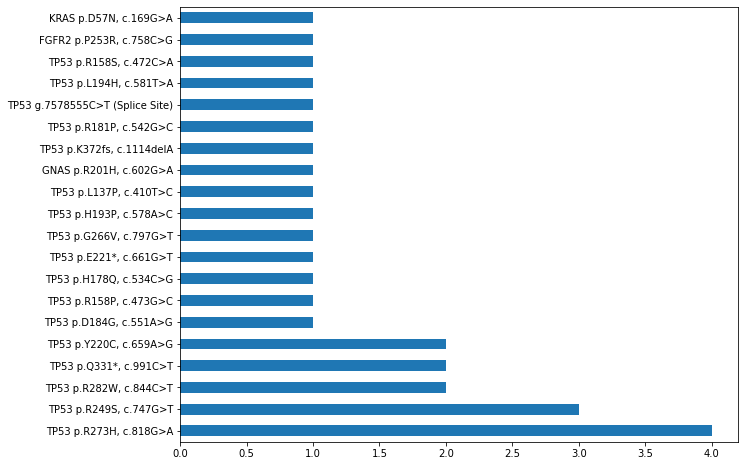 KRAS p.D57N, c.169G>A
FGFR2 p.P253R, c.758C>G
TP53 p.R158S, c.472C>A
TP53 p.L194H, c.581T>A
TP53 g.7578555C>T (Splice Site)
TP53 p.R181P, c.542G>C
TP53 p.K372fs, c.1114delA
GNAS p.R201H, c.602G>A
TP53 p.L137P, c.410T>C
TP53 p.H193P, c.578A>C
TP53 p.G266V, c.797G>T
TP53 p.E221*, c.661G>T
TP53 p.H178Q, c.534C>G
TP53 p.R158P, c.473G>C
TP53 p.D184G, c.551A>G
TP53 p.Y220C, c.659A>G
TP53 p.Q331*, c.991C>T
TP53 p.R282W, c.844C>T
TP53 p.R249S, c.747G>T
TP53 p.R273H, c.818G>A
0.0 0.5 1.0 1.5 2.0 2.5 3.0 3.5 4.0